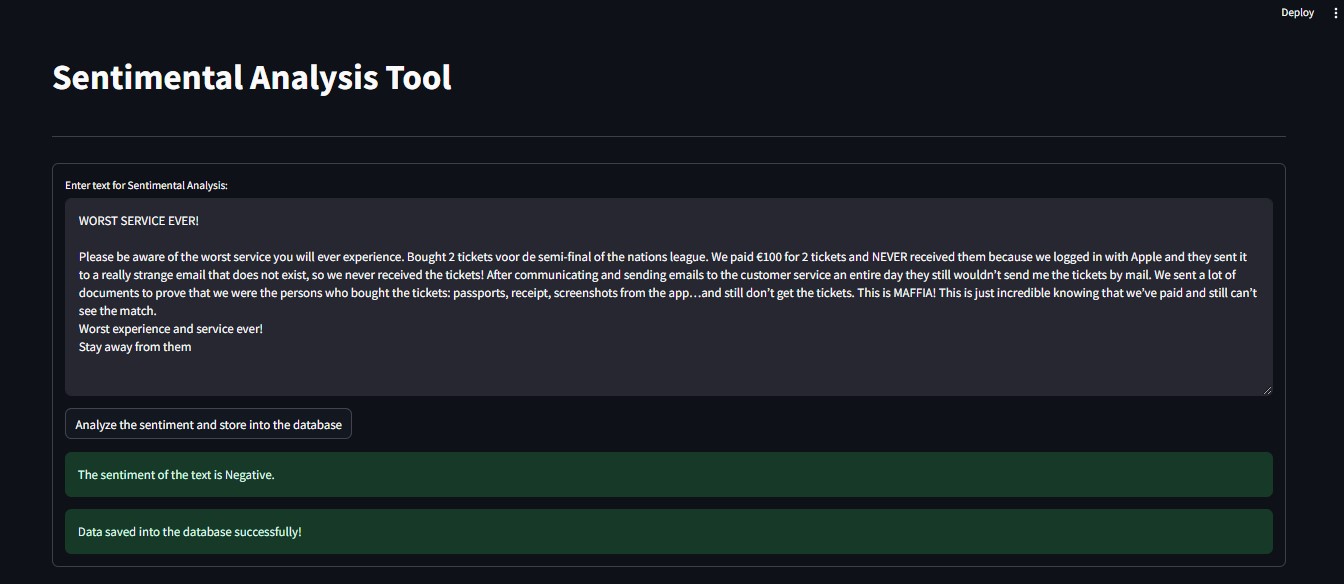 Deploy
Sentimental Analysis Tool
Enter text for Sentimental Analysis:
WORST SERVICE EVER!
Please be aware of the worst service you will ever experience. Bought 2 tickets voor de semi-final of the nations league. We paid €100 for 2 tickets and NEVER received them because we logged in with Apple and they sent it
to a really strange email that does not exist, so we never received the tickets! After communicating and sending emails to the customer service an entire day they still wouldn’t send me the tickets by mail. We sent a lot of
documents to prove that we were the persons who bought the tickets: passports, receipt, screenshots from the app…and still don’t get the tickets. This is MAFFIA! This is just incredible knowing that we’ve paid and still can’t
see the match.
Worst experience and service ever!
Stay away from them
Analyze the sentiment and store into the database
The sentiment of the text is Negative.
Data saved into the database successfully!